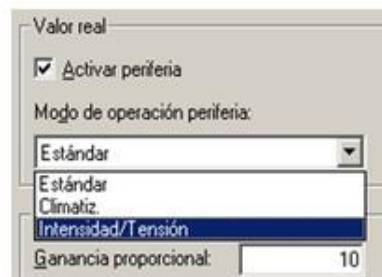 Valor real
Activar periferia
Modo de operación periferia:
Estándar
Estándar
Climatiz.
Intensidad/Tensión
Ganancia proporcional: 10